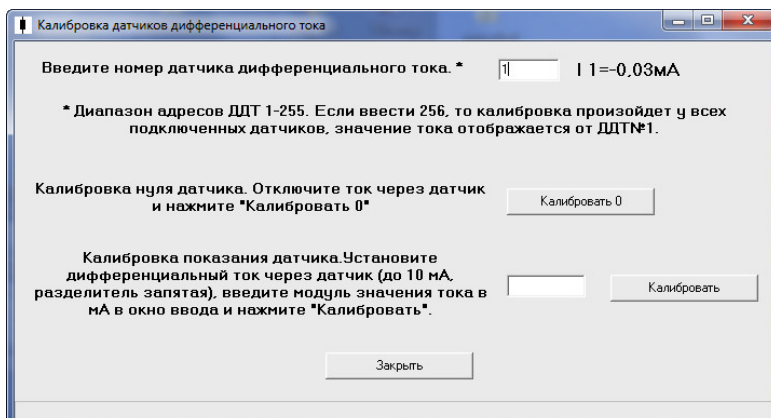 Калибровка датчиков дифференциального тока
Введите номер датчика дифференциального тока. * 1 I 1=-0,03мА
* Диапазон адресов ДДТ 1-255. Если ввести 256, то калибровка произойдет у всех
подключенных датчиков, значение тока отображается от ДДТ№1.
Калибровка нуля датчика. Отключите ток через датчик
и нажмите "Калибровать 0"
Калибровать 0
Калибровка показания датчика.Установите
дифференциальный ток через датчик (до 10 мА,
разделитель запятая), введите модуль значения тока в
мА в окно ввода и нажмите "Калибровать".
Калибровать
Закрыть